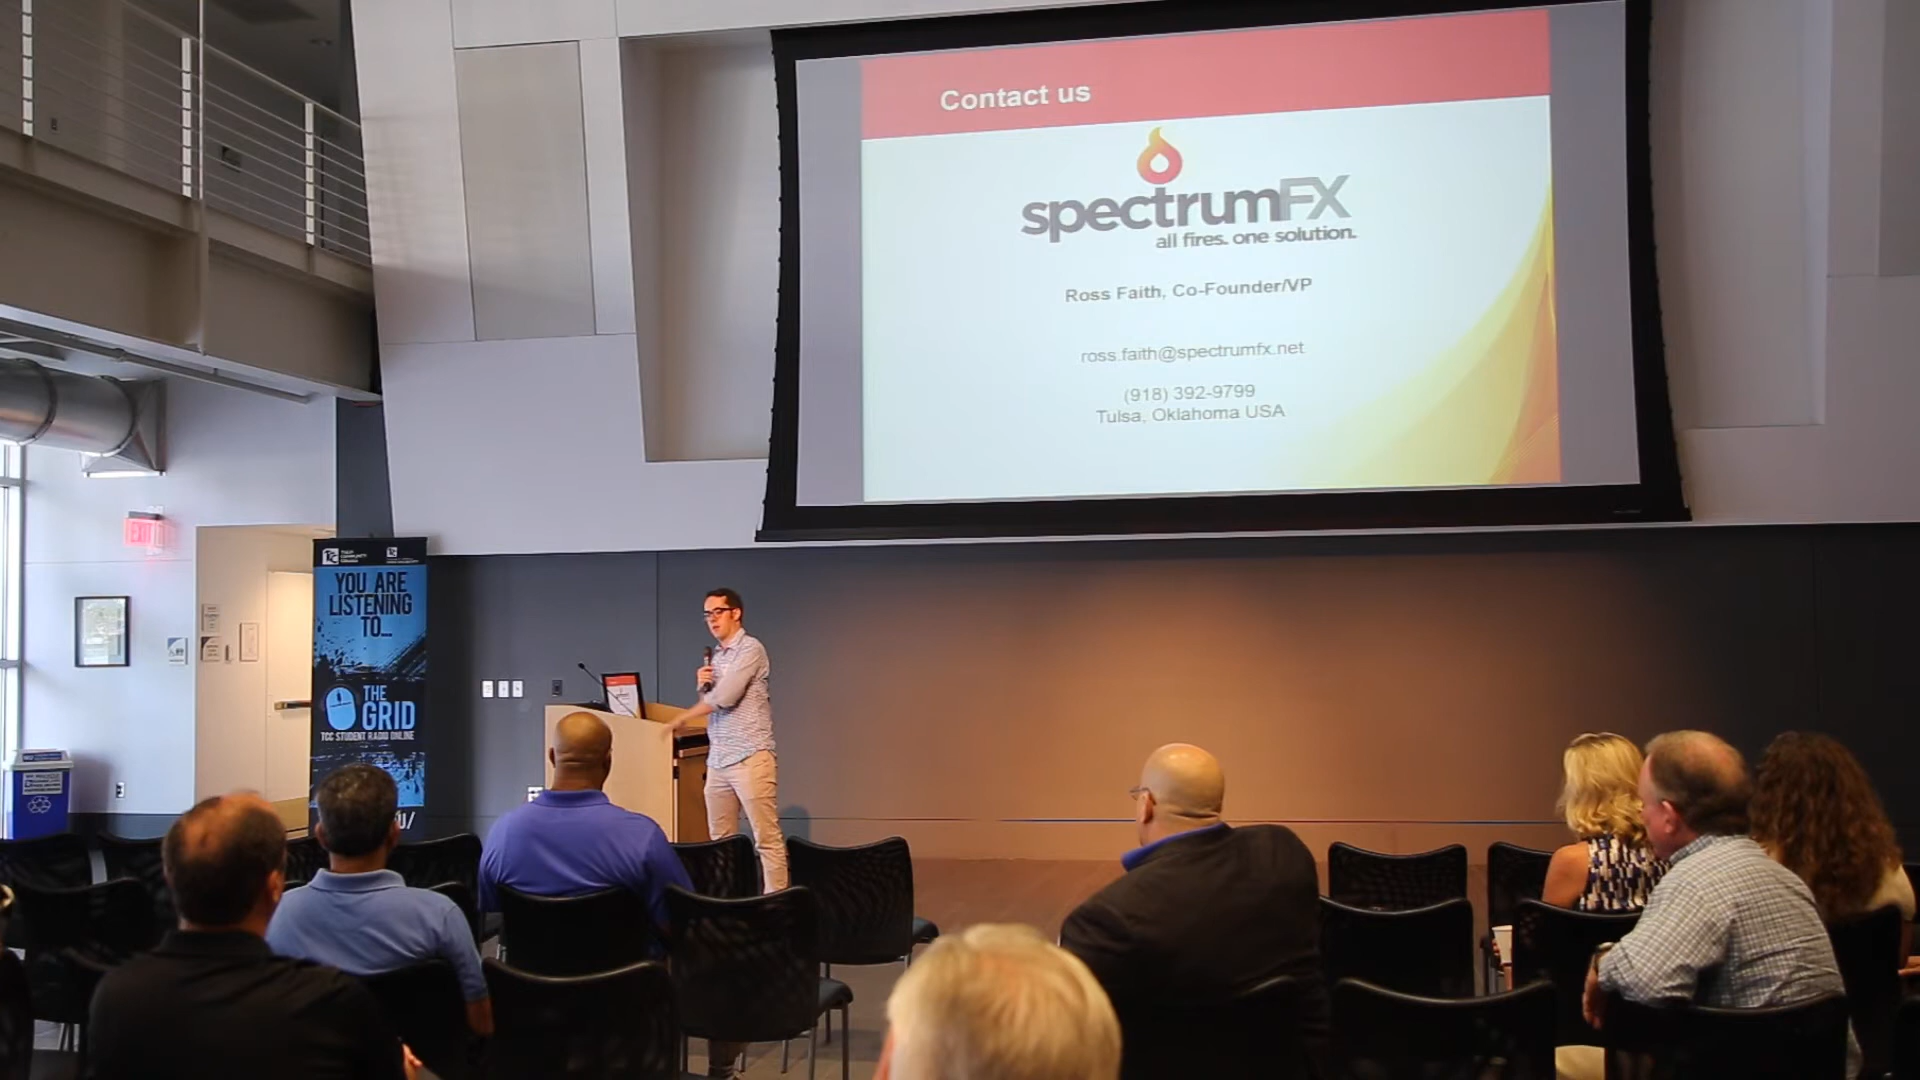 Contact us
spectrumFX
all fires. one solution.
Ross Faith, Co-Founder/VP
ross.faith@spectrumfx.net
(918) 392-9799
Tulsa, Oklahoma USA
EXIT
YOU ARE
LISTENING
TO...
THE
GRID
TCC STUDENT RADIO ONLINE